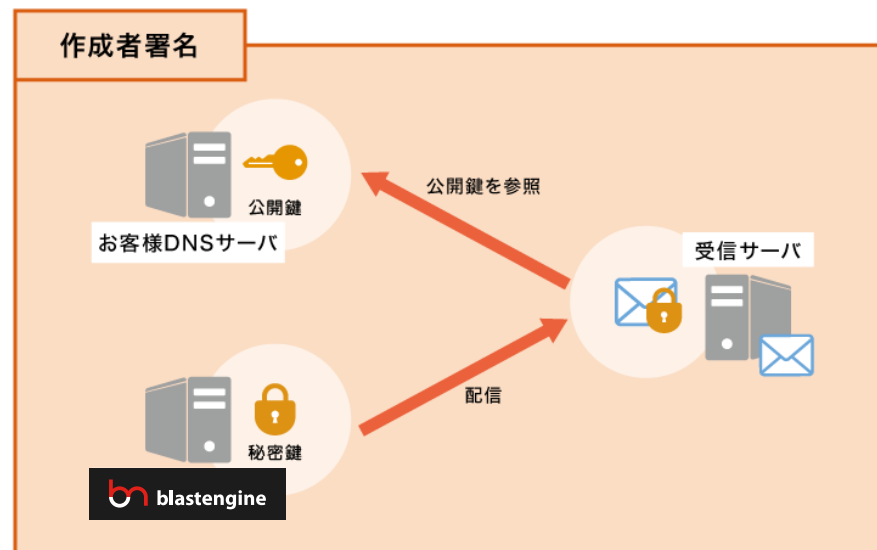 作成者署名
公開鍵
お客様DNSサーバ
公開鍵を参照
受信サーバ
配信
秘密鍵
blastengine